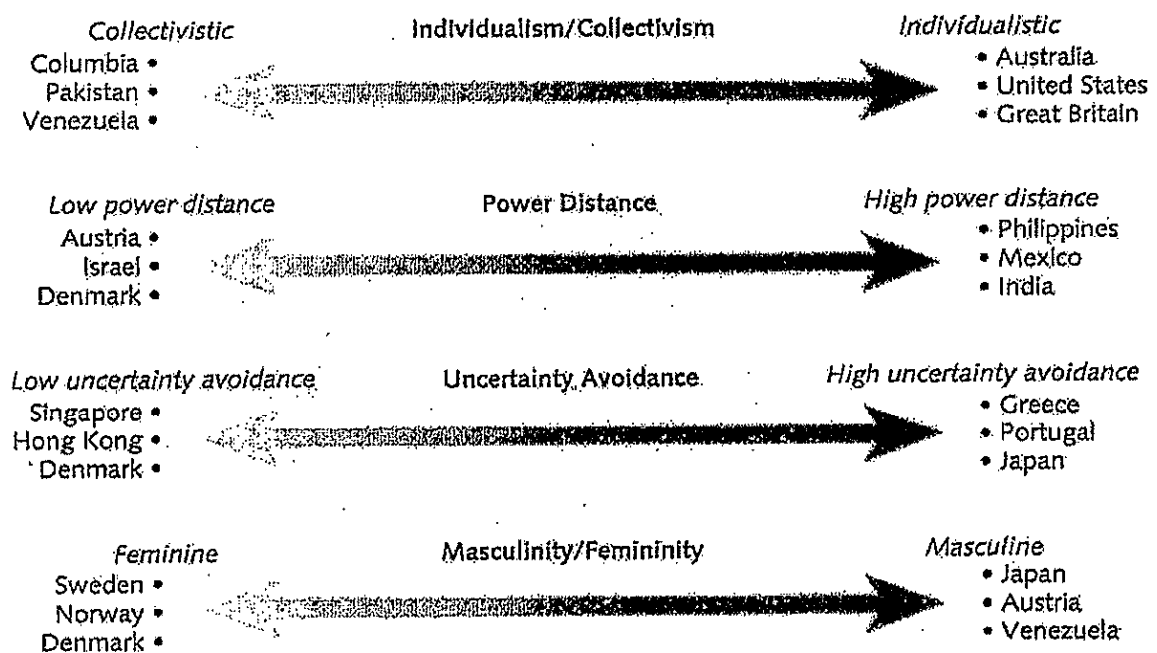 Collectivistic Individualism/Collectivism Individualistic
Columbia • • Australia
Pakistan • • United States
Venezuela • • Great Britain
Low power distance Power Distance High power distance
Austria • • Philippines
Israel • • Mexico
Denmark • • India
Low uncertainty avoidance Uncertainty Avoidance High uncertainty avoidance
Singapore • • Greece
Hong Kong • • Portugal
Denmark • • Japan
Feminine Masculinity/Femininity Masculine
Sweden • • Japan
Norway • • Austria
Denmark • • Venezuela